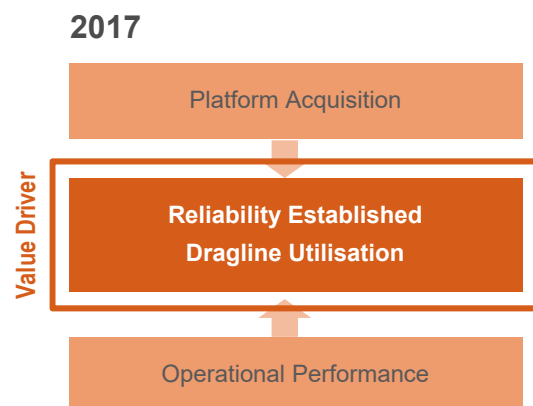 2017
Platform Acquisition
Value Driver
Reliability Established
Dragline Utilisation
Operational Performance